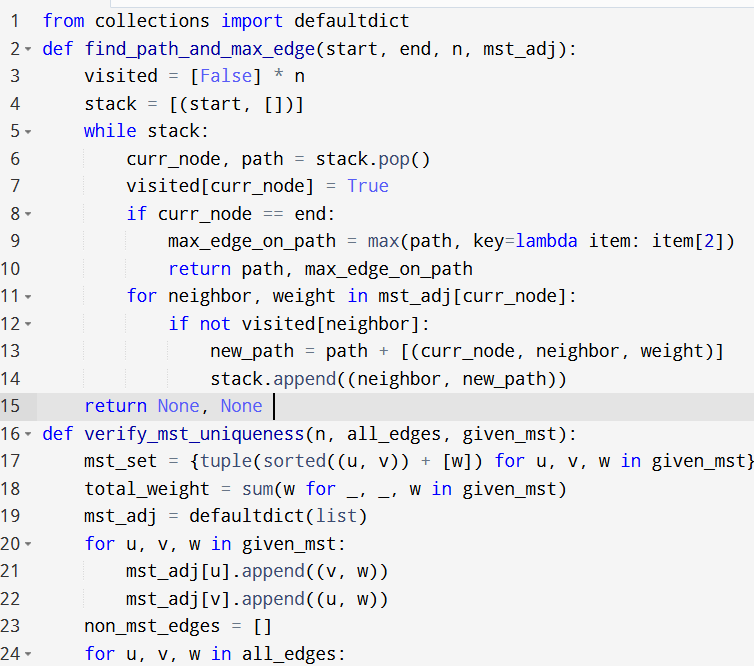 1 from collections import defaultdict
2 def find_path_and_max_edge(start, end, n, mst_adj):
3     visited = [False] * n
4     stack = [(start, [])]
5     while stack:
6         curr_node, path = stack.pop()
7         visited[curr_node] = True
8         if curr_node == end:
9             max_edge_on_path = max(path, key=lambda item: item[2])
10             return path, max_edge_on_path
11         for neighbor, weight in mst_adj[curr_node]:
12             if not visited[neighbor]:
13                 new_path = path + [(curr_node, neighbor, weight)]
14                 stack.append((neighbor, new_path))
15     return None, None
16 def verify_mst_uniqueness(n, all_edges, given_mst):
17     mst_set = {tuple(sorted((u, v)) + [w]) for u, v, w in given_mst}
18     total_weight = sum(w for _, _, w in given_mst)
19     mst_adj = defaultdict(list)
20     for u, v, w in given_mst:
21         mst_adj[u].append((v, w))
22         mst_adj[v].append((u, w))
23     non_mst_edges = []
24     for u, v, w in all_edges: